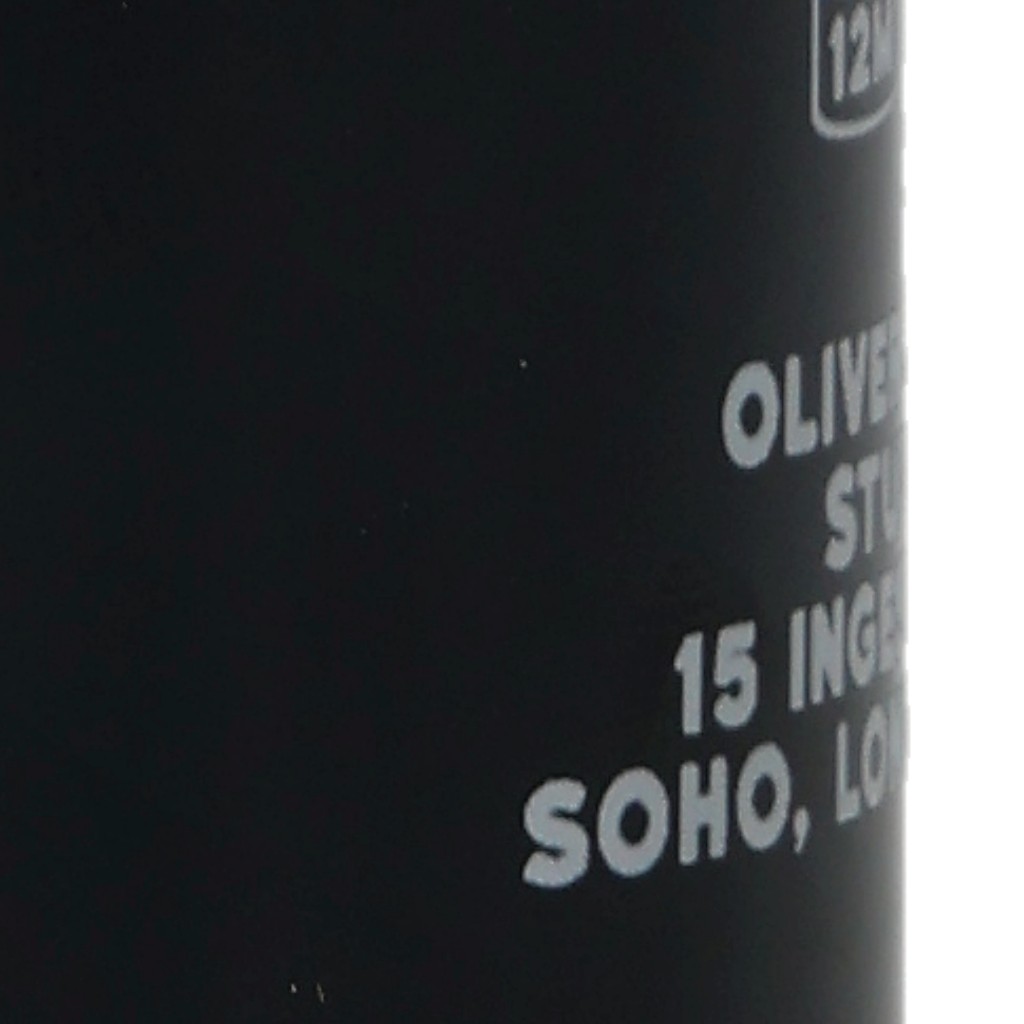 12M
OLIVE
STU
15 INGE
SOHO, LO